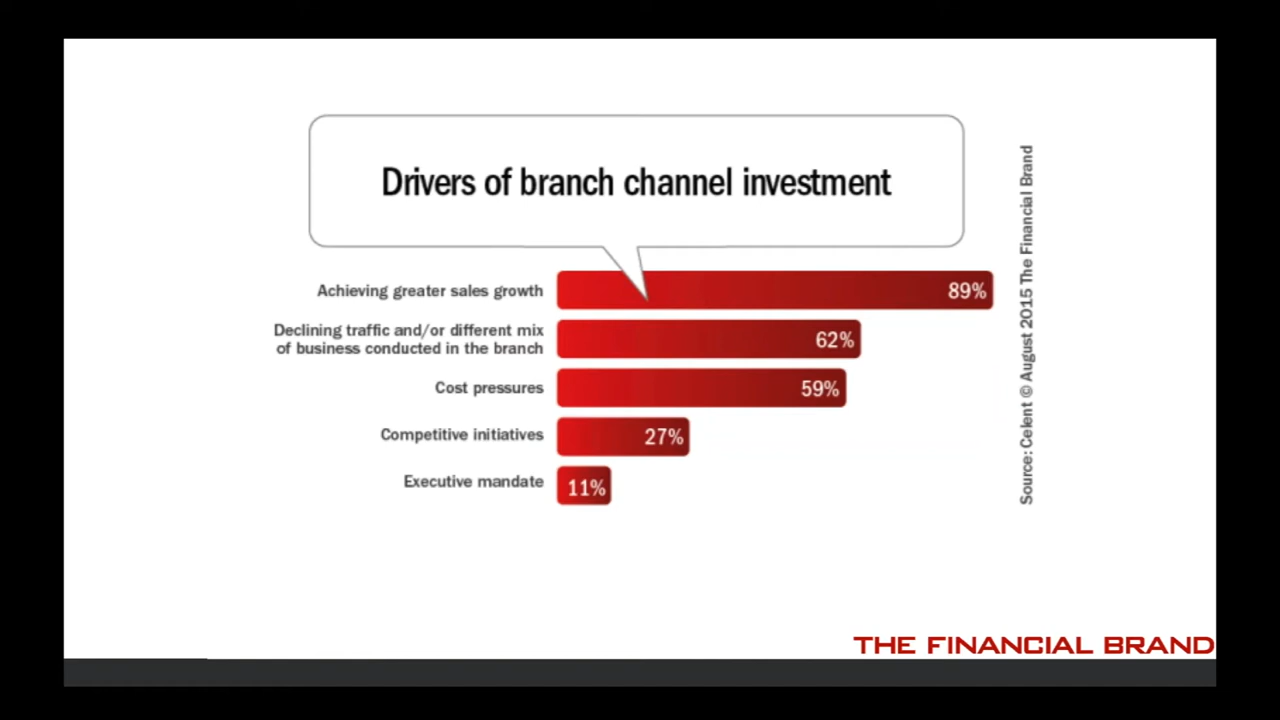 Drivers of branch channel investment
Achieving greater sales growth
89%
Declining traffic and/or different mix
of business conducted in the branch
62%
Cost pressures
59%
Competitive initiatives
27%
Executive mandate
11%
Source: Celent © August 2015 The Financial Brand
THE FINANCIAL BRAND